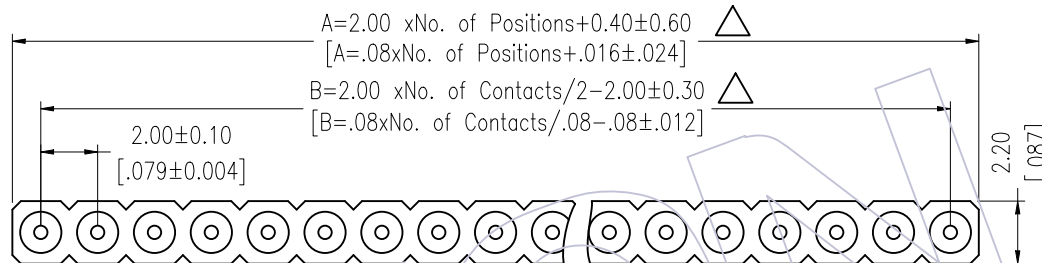 A=2.00 xNo. of Positions+0.40±0.60
[A=.08xNo. of Positions+.016±.024]
B=2.00 xNo. of Contacts/2-2.00±0.30
[B=.08xNo. of Contacts/.08-.08±.012]
2.00±0.10
[.079±0.004]
2.20
[.087]